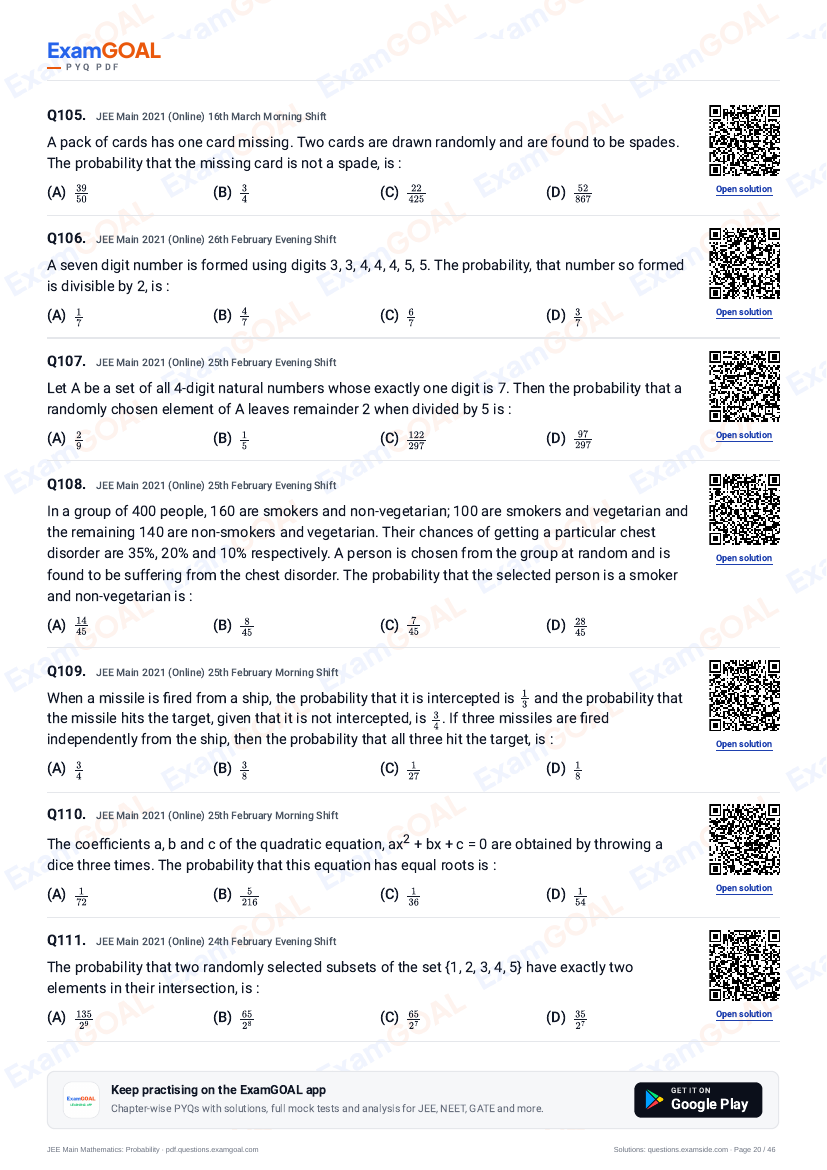 ExamGOAL
PYQ PDF
Q105. JEE Main 2021 (Online) 16th March Morning Shift
A pack of cards has one card missing. Two cards are drawn randomly and are found to be spades.
The probability that the missing card is not a spade, is :
(A) 39/50 (B) 3/4 (C) 22/425 (D) 52/867
Open solution
Q106. JEE Main 2021 (Online) 26th February Evening Shift
A seven digit number is formed using digits 3, 3, 4, 4, 4, 5, 5. The probability, that number so formed
is divisible by 2, is :
(A) 1/7 (B) 4/7 (C) 6/7 (D) 3/7
Open solution
Q107. JEE Main 2021 (Online) 25th February Evening Shift
Let A be a set of all 4-digit natural numbers whose exactly one digit is 7. Then the probability that a
randomly chosen element of A leaves remainder 2 when divided by 5 is :
(A) 2/9 (B) 1/5 (C) 122/297 (D) 97/297
Open solution
Q108. JEE Main 2021 (Online) 25th February Evening Shift
In a group of 400 people, 160 are smokers and non-vegetarian; 100 are smokers and vegetarian and
the remaining 140 are non-smokers and vegetarian. Their chances of getting a particular chest
disorder are 35%, 20% and 10% respectively. A person is chosen from the group at random and is
found to be suffering from the chest disorder. The probability that the selected person is a smoker
and non-vegetarian is :
(A) 14/45 (B) 8/45 (C) 7/45 (D) 28/45
Open solution
Q109. JEE Main 2021 (Online) 25th February Morning Shift
When a missile is fired from a ship, the probability that it is intercepted is 1/3 and the probability that
the missile hits the target, given that it is not intercepted, is 3/4. If three missiles are fired
independently from the ship, then the probability that all three hit the target, is :
(A) 3/4 (B) 3/8 (C) 1/27 (D) 1/8
Open solution
Q110. JEE Main 2021 (Online) 25th February Morning Shift
The coefficients a, b and c of the quadratic equation, ax² + bx + c = 0 are obtained by throwing a
dice three times. The probability that this equation has equal roots is :
(A) 1/72 (B) 5/216 (C) 1/36 (D) 1/54
Open solution
Q111. JEE Main 2021 (Online) 24th February Evening Shift
The probability that two randomly selected subsets of the set {1, 2, 3, 4, 5} have exactly two
elements in their intersection, is :
(A) 135/2⁹ (B) 65/2⁸ (C) 65/2⁷ (D) 35/2⁷
Open solution
ExamGOAL
Keep practising on the ExamGOAL app
Chapter-wise PYQs with solutions, full mock tests and analysis for JEE, NEET, GATE and more.
GET IT ON
Google Play
JEE Main Mathematics: Probability · pdf.questions.examgoal.com
Solutions: questions.examside.com · Page 20 / 46